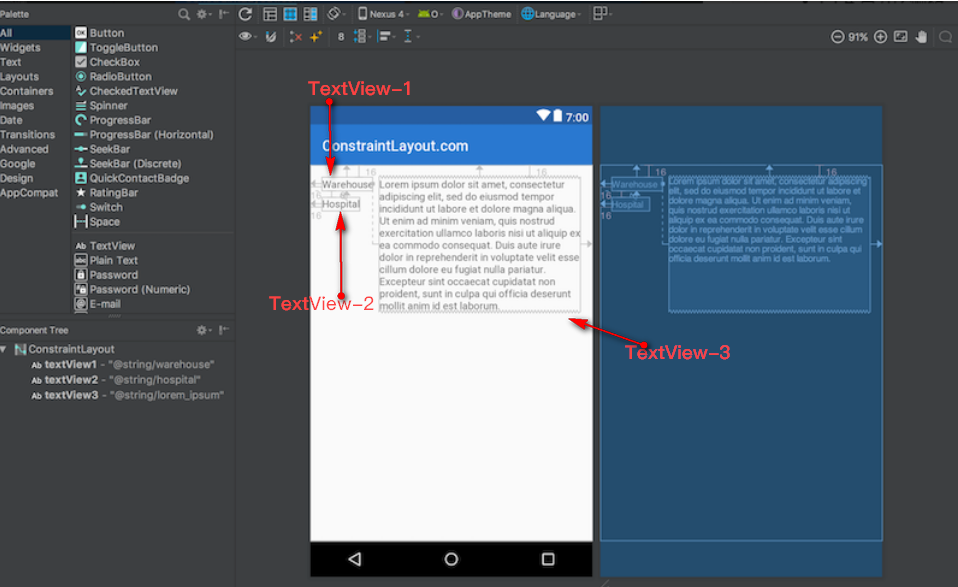 Palette
Nexus 4
O
AppTheme
Language
All
Widgets
Text
Layouts
Containers
Images
Date
Transitions
Advanced
Google
Design
AppCompat
OK Button
ToggleButton
CheckBox
RadioButton
CheckedTextView
Spinner
ProgressBar
ProgressBar (Horizontal)
SeekBar
SeekBar (Discrete)
QuickContactBadge
RatingBar
Switch
Space
Ab TextView
abc Plain Text
Password
Password (Numeric)
@ E-mail
8
91%
TextView-1
7:00
ConstraintLayout.com
16
16
Warehouse
Hospital
16
Lorem ipsum dolor sit amet, consectetur
adipiscing elit, sed do eiusmod tempor
incididunt ut labore et dolore magna aliqua.
Ut enim ad minim veniam, quis nostrud
exercitation ullamco laboris nisi ut aliquip ex
ea commodo consequat. Duis aute irure
dolor in reprehenderit in voluptate velit esse
cillum dolore eu fugiat nulla pariatur.
Excepteur sint occaecat cupidatat non
proident, sunt in culpa qui officia deserunt
mollit anim id est laborum.
TextView-2
TextView-3
16
16
Warehouse
16
Hospital
16
Lorem ipsum dolor sit amet, consectetur adipiscing
elit, sed do eiusmod tempor incididunt ut labore et
dolore magna aliqua. Ut enim ad minim veniam,
quis nostrud exercitation ullamco laboris nisi ut
aliquip ex ea commodo consequat. Duis aute irure
dolor in reprehenderit in voluptate velit esse cillum
dolore eu fugiat nulla pariatur. Excepteur sint
occaecat cupidatat non proident, sunt in culpa qui
officia deserunt mollit anim id est laborum.
Component Tree
ConstraintLayout
Ab textView1 - "@string/warehouse"
Ab textView2 - "@string/hospital"
Ab textView3 - "@string/lorem_ipsum"